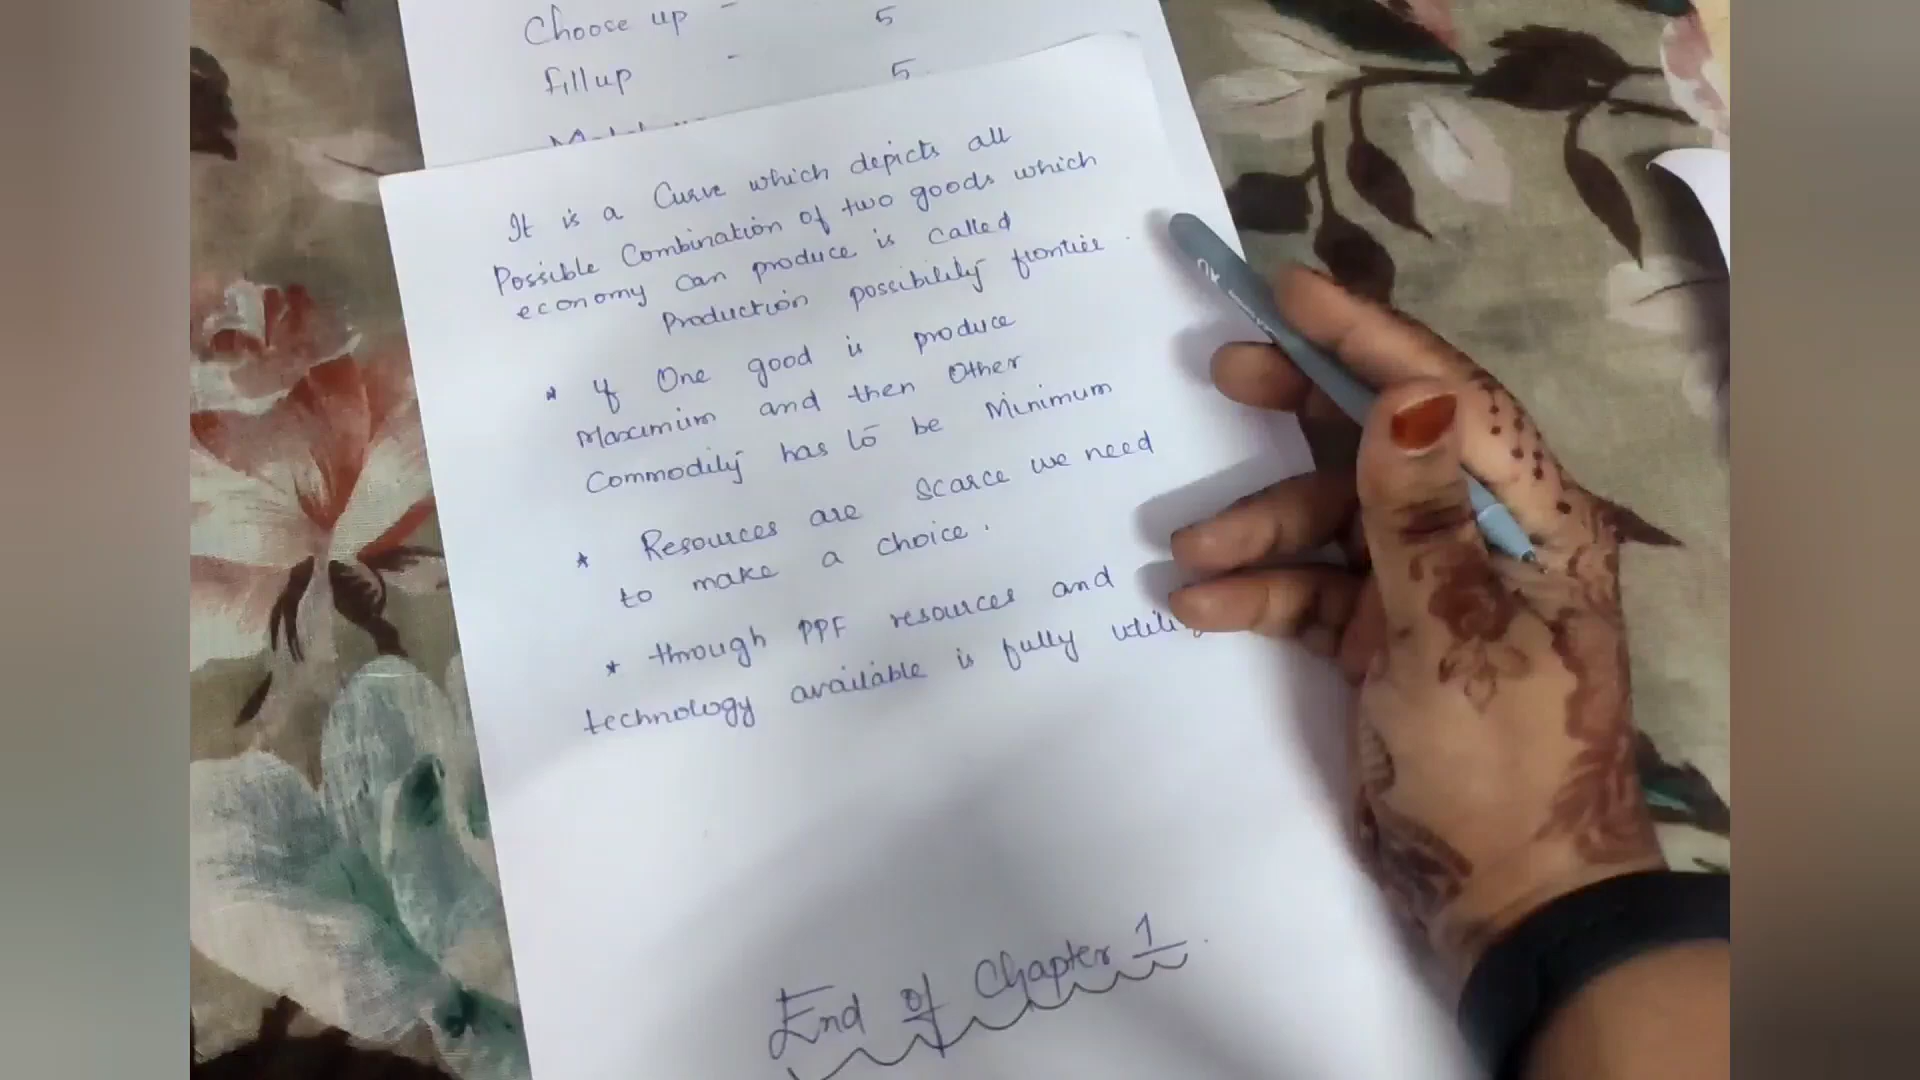 Choose up - 5
fill up - 5
It is a Curve which depicts all
Possible Combination of two goods which
economy can produce is called
Production possibility frontier.
* If One good is produce
Maximum and then Other
Commodity has to be Minimum
* Resources are scarce we need
to make a choice.
* through PPF resources and
technology available is fully
End of Chapter 1.